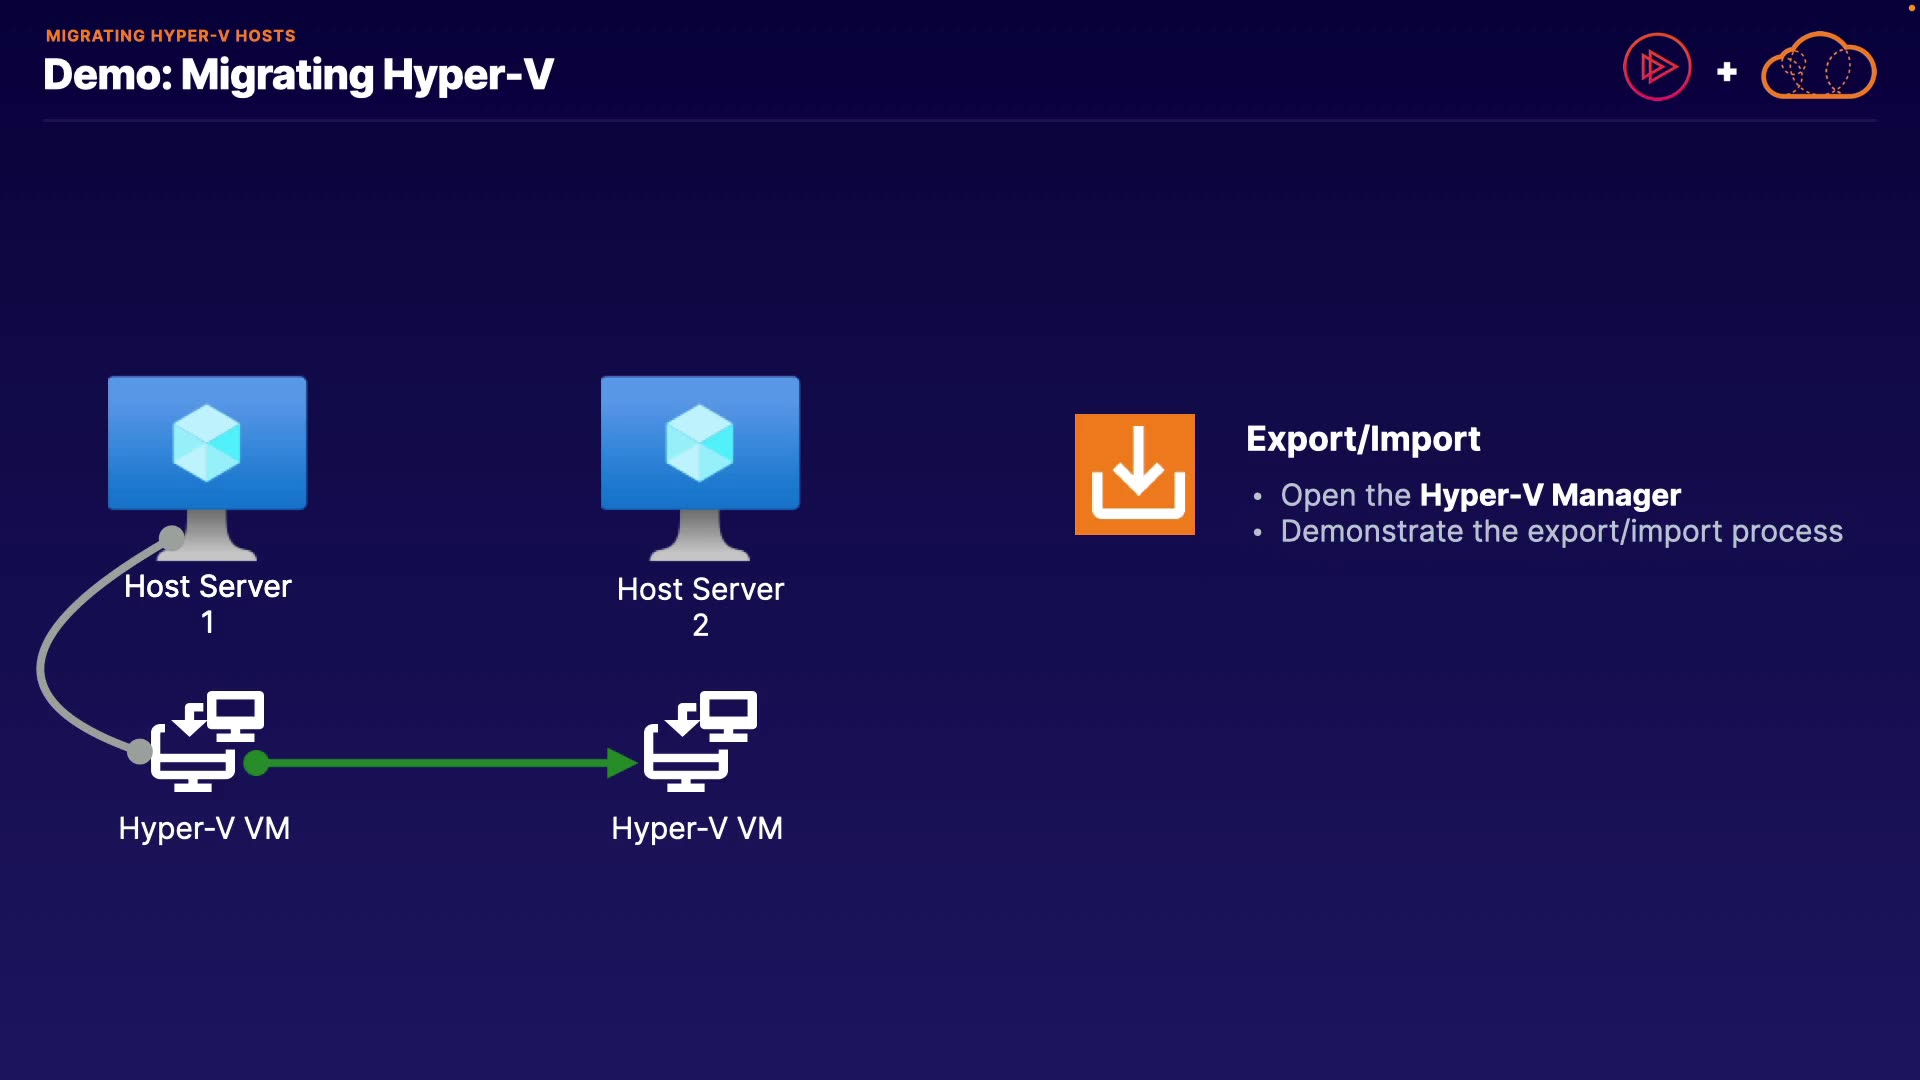 MIGRATING HYPER-V HOSTS
Demo: Migrating Hyper-V
Host Server
1
Host Server
2
Hyper-V VM
Hyper-V VM
Export/Import
• Open the Hyper-V Manager
• Demonstrate the export/import process